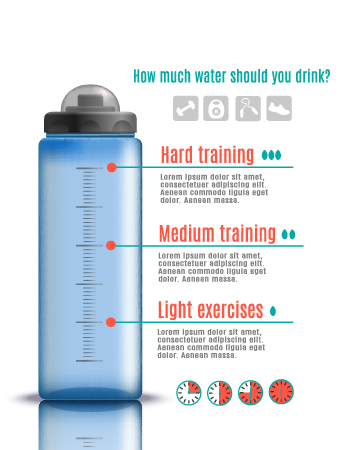 How much water should you drink?
Hard training
Lorem ipsum dolor sit amet,
consectetuer adipiscing elit.
Aenean commodo ligula eget
dolor. Aenean massa.
Medium training
Lorem ipsum dolor sit amet,
consectetuer adipiscing elit.
Aenean commodo ligula eget
dolor. Aenean massa.
Light exercises
Lorem ipsum dolor sit amet,
consectetuer adipiscing elit.
Aenean commodo ligula eget
dolor. Aenean massa.